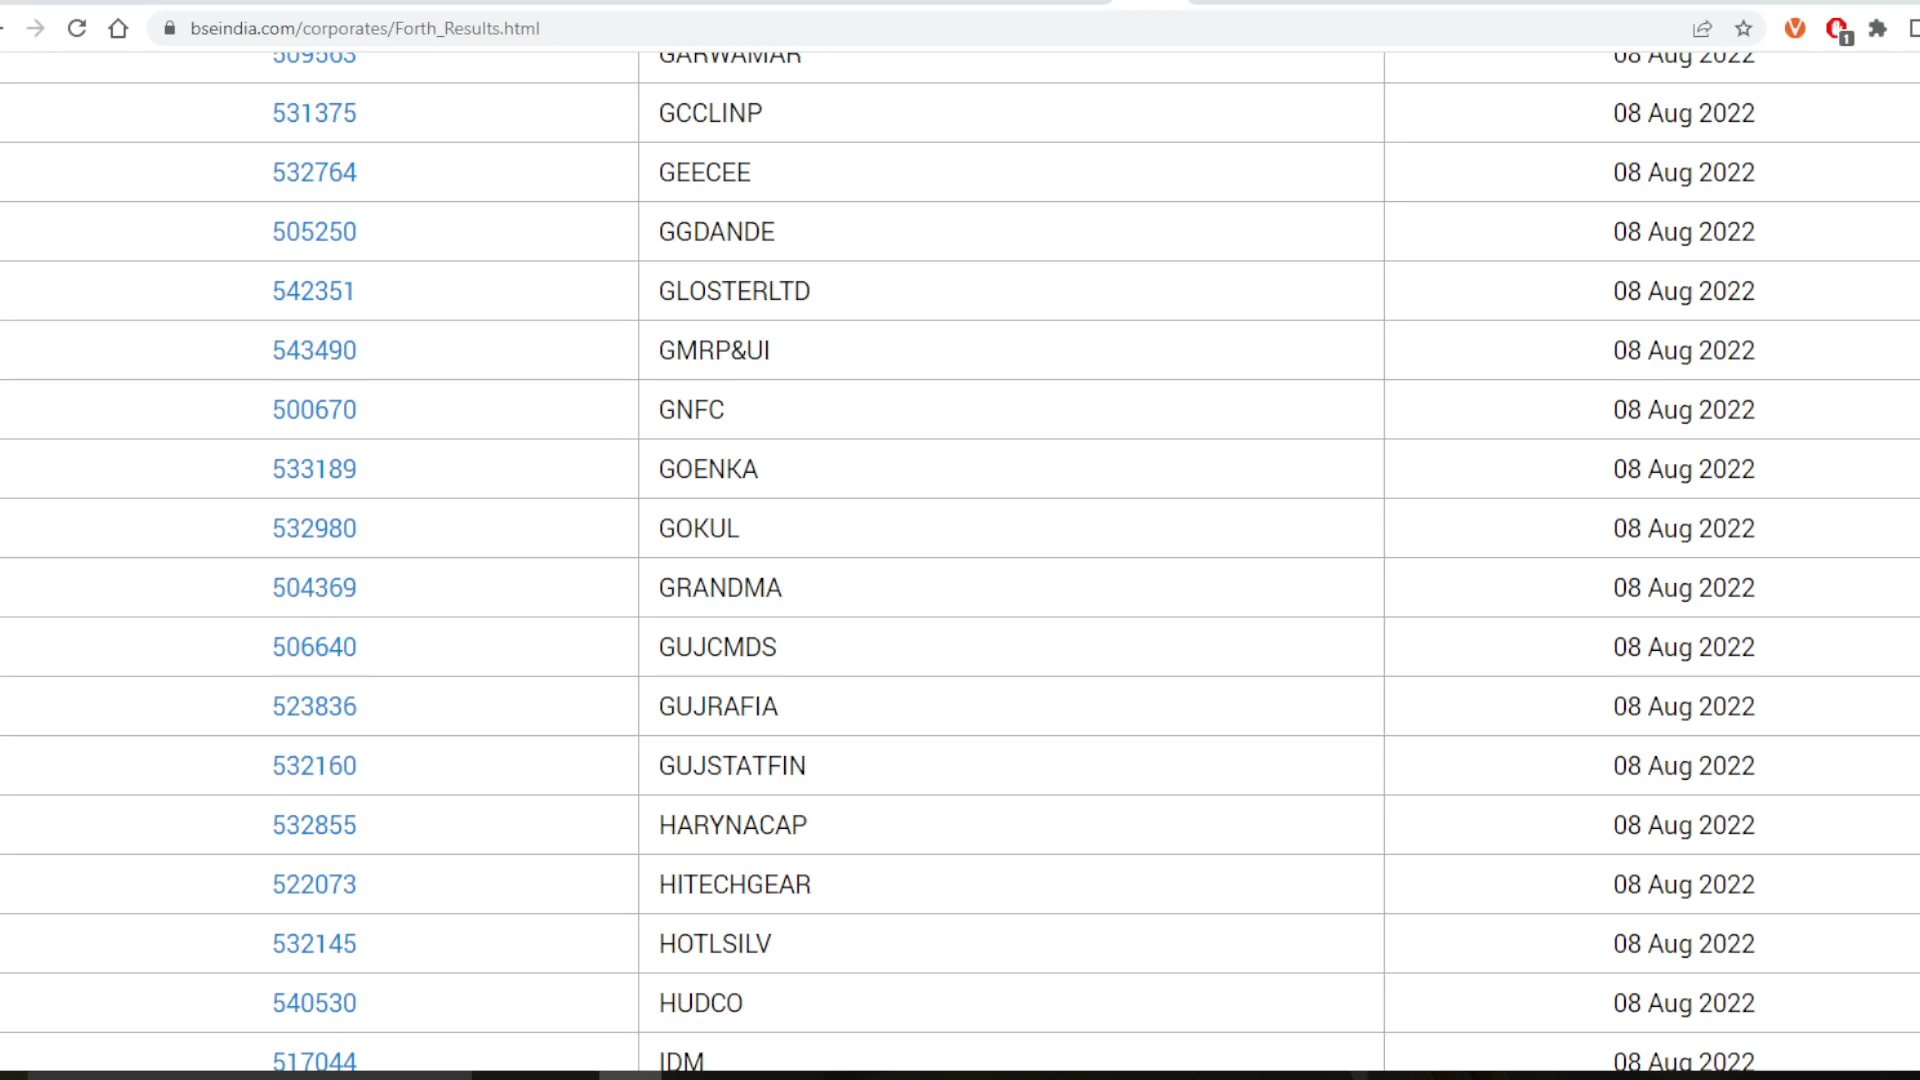 bseindia.com/corporates/Forth_Results.html
1
509563 GARWAMAR 08 Aug 2022
531375 GCCLINP 08 Aug 2022
532764 GEECEE 08 Aug 2022
505250 GGDANDE 08 Aug 2022
542351 GLOSTERLTD 08 Aug 2022
543490 GMRP&UI 08 Aug 2022
500670 GNFC 08 Aug 2022
533189 GOENKA 08 Aug 2022
532980 GOKUL 08 Aug 2022
504369 GRANDMA 08 Aug 2022
506640 GUJCMDS 08 Aug 2022
523836 GUJRAFIA 08 Aug 2022
532160 GUJSTATFIN 08 Aug 2022
532855 HARYNACAP 08 Aug 2022
522073 HITECHGEAR 08 Aug 2022
532145 HOTLSILV 08 Aug 2022
540530 HUDCO 08 Aug 2022
517044 IDM 08 Aug 2022